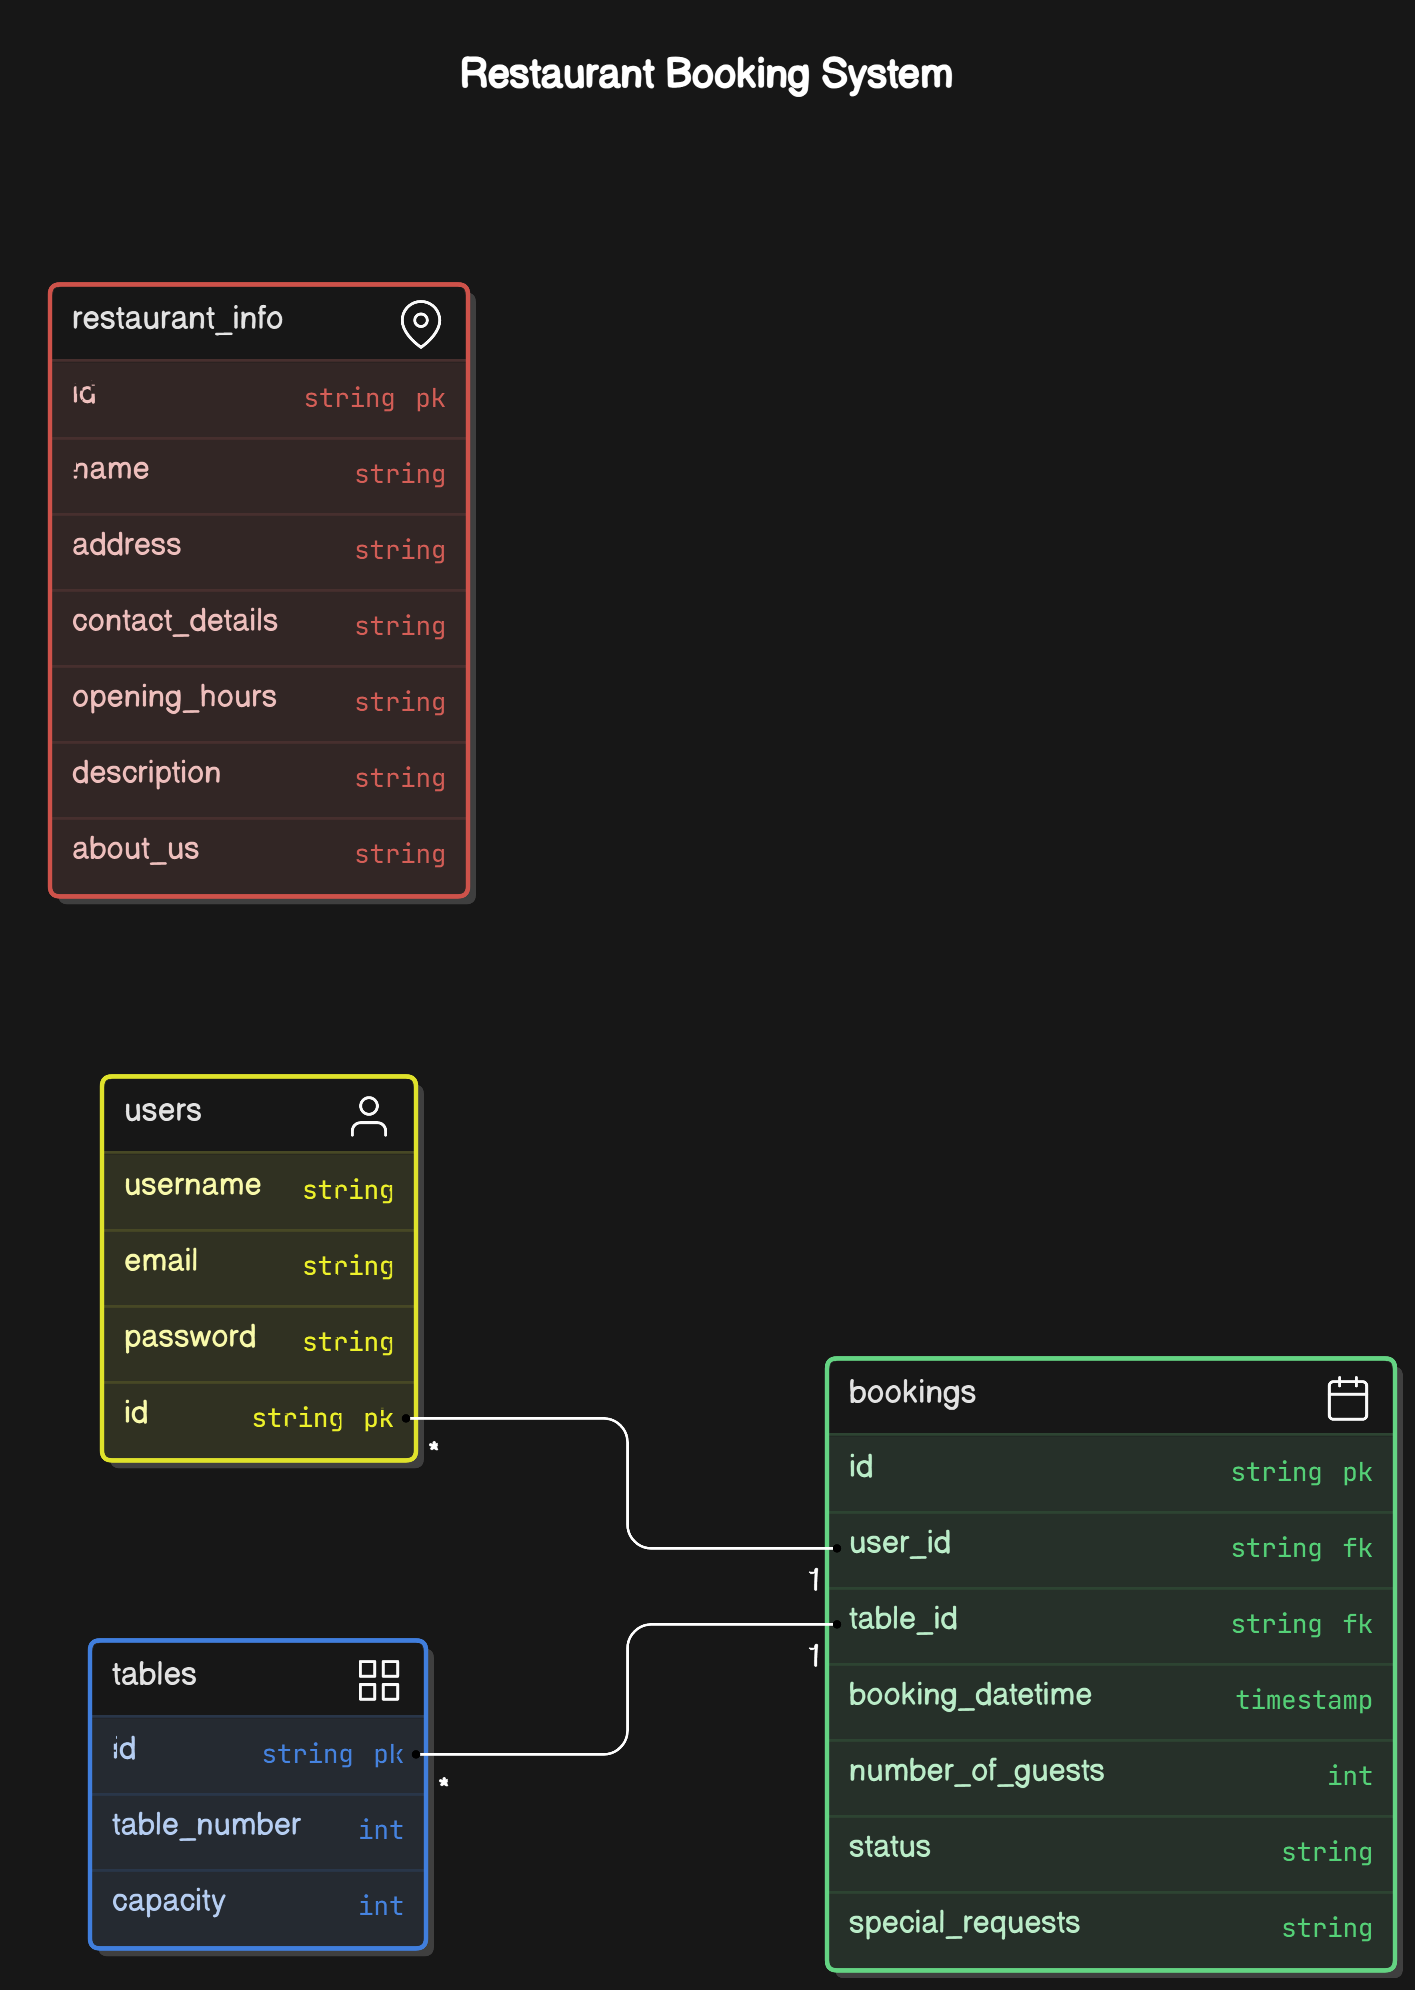 Restaurant Booking System
restaurant_info
id string pk
name string
address string
contact_details string
opening_hours string
description string
about_us string
users
username string
email string
password string
id string pk
*
bookings
id string pk
user_id string fk
1
table_id string fk
1
booking_datetime timestamp
number_of_guests int
status string
special_requests string
tables
id string pk
*
table_number int
capacity int